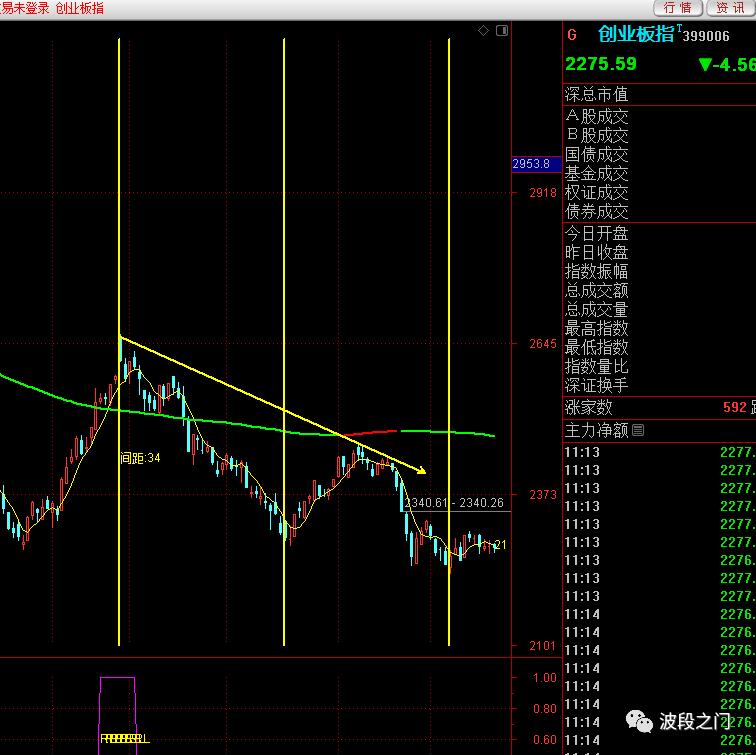 易未登录 创业板指
行 情
资 讯
G 创业板指T399006
2275.59 ▼-4.56
深总市值
A股成交
B股成交
国债成交
基金成交
权证成交
债券成交
今日开盘
昨日收盘
指数振幅
总成交额
总成交量
最高指数
最低指数
指数量比
深证换手
涨家数 592
主力净额
11:13 2277.
11:13 2277.
11:13 2277.
11:13 2277.
11:13 2277.
11:13 2277.
11:13 2276.
11:13 2277.
11:13 2277.
11:14 2276.
11:14 2276.
11:14 2276.
11:14 2276.
11:14 2276.
11:14 2276.
11:14 2276.
11:14 2276.
2953.8
2918
2645
2373
2101
1.00
0.80
0.60
间距:34
2340.61 - 2340.26
21
波段之门